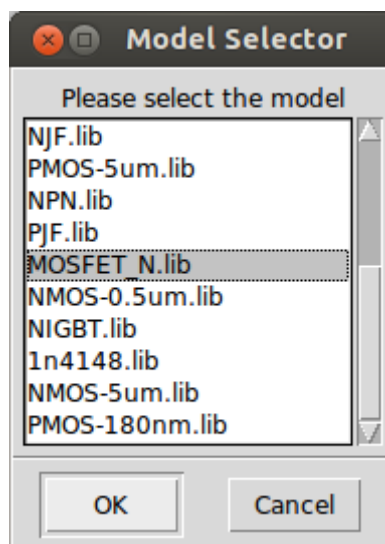 Model Selector
Please select the model
NJF.lib
PMOS-5um.lib
NPN.lib
PJF.lib
MOSFET_N.lib
NMOS-0.5um.lib
NIGBT.lib
1n4148.lib
NMOS-5um.lib
PMOS-180nm.lib
OK Cancel